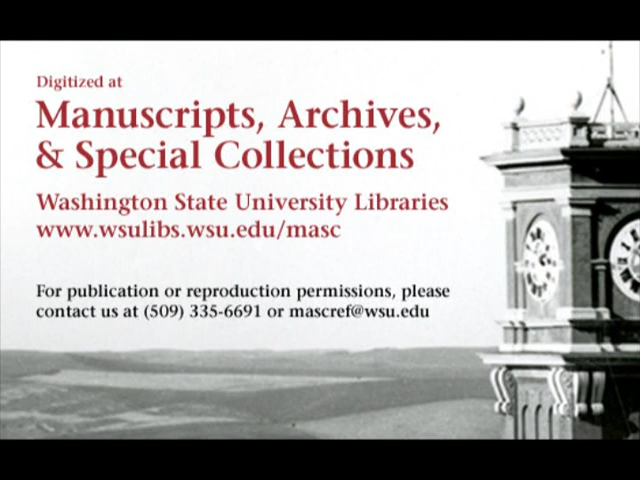 Digitized at
Manuscripts, Archives,
& Special Collections
Washington State University Libraries
www.wsulibs.wsu.edu/masc
For publication or reproduction permissions, please
contact us at (509) 335-6691 or mascref@wsu.edu